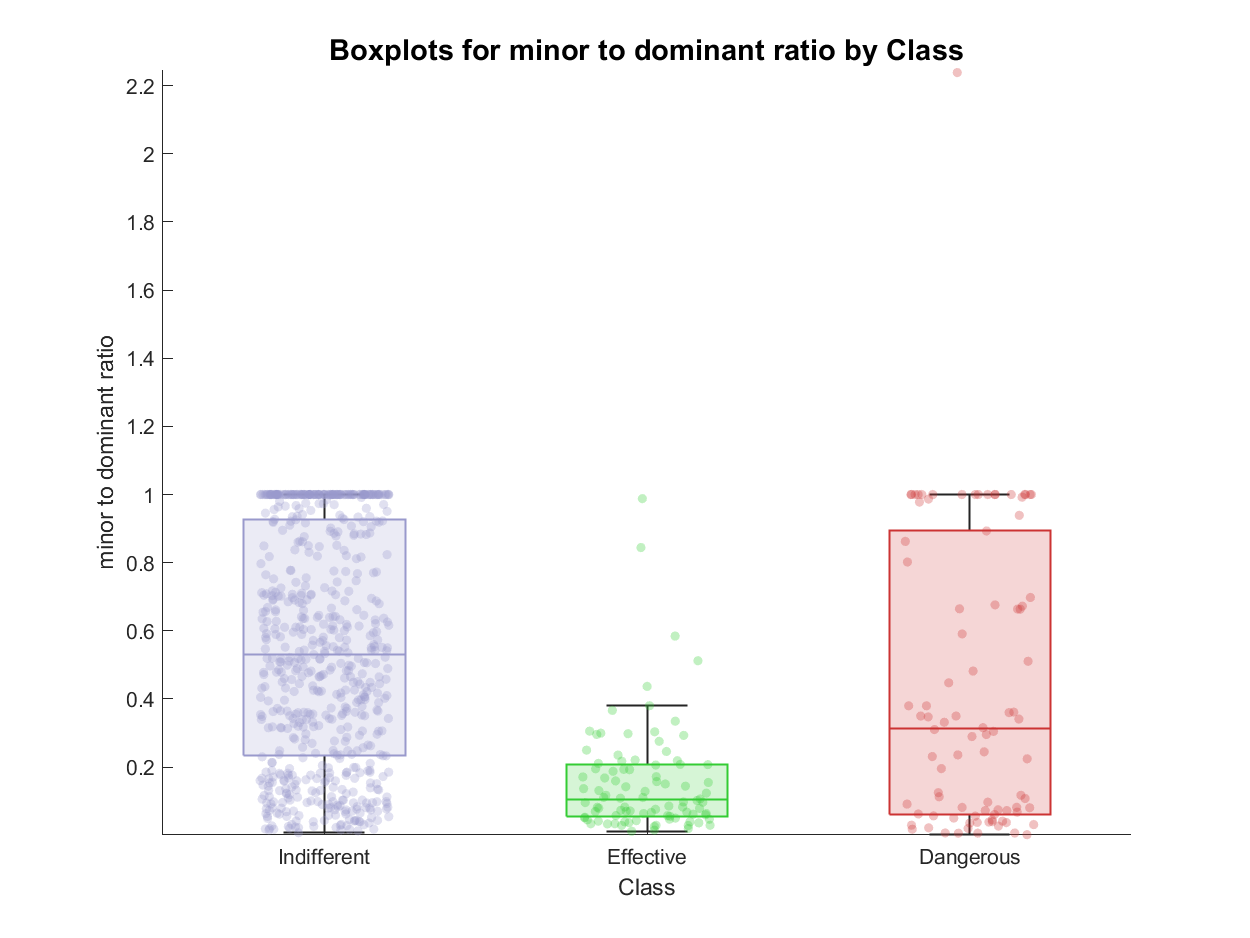 Boxplots for minor to dominant ratio by Class
minor to dominant ratio
2.2
2
1.8
1.6
1.4
1.2
1
0.8
0.6
0.4
0.2
Indifferent Effective Dangerous
Class